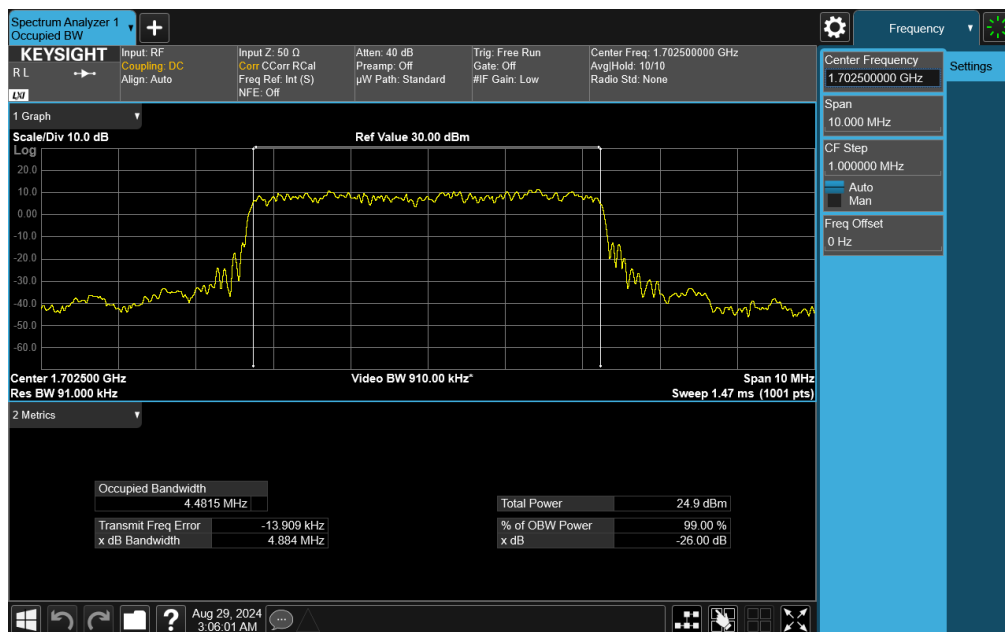 Spectrum Analyzer 1
Occupied BW
Frequency
KEYSIGHT
R L
LXI
Input: RF
Coupling: DC
Align: Auto
Input Z: 50 Ω
Corr CCorr RCal
Freq Ref: Int (S)
NFE: Off
Atten: 40 dB
Preamp: Off
µW Path: Standard
Trig: Free Run
Gate: Off
#IF Gain: Low
Center Freq: 1.702500000 GHz
Avg|Hold: 10/10
Radio Std: None
Center Frequency
1.702500000 GHz
Settings
Span
10.000 MHz
CF Step
1.000000 MHz
Auto
Man
Freq Offset
0 Hz
1 Graph
Scale/Div 10.0 dB
Ref Value 30.00 dBm
Log
20.0
10.0
0.00
-10.0
-20.0
-30.0
-40.0
-50.0
-60.0
Center 1.702500 GHz
Video BW 910.00 kHz*
Span 10 MHz
Res BW 91.000 kHz
Sweep 1.47 ms (1001 pts)
2 Metrics
Occupied Bandwidth
4.4815 MHz
Total Power 24.9 dBm
Transmit Freq Error -13.909 kHz
% of OBW Power 99.00 %
x dB Bandwidth 4.884 MHz
x dB -26.00 dB
Aug 29, 2024
3:06:01 AM